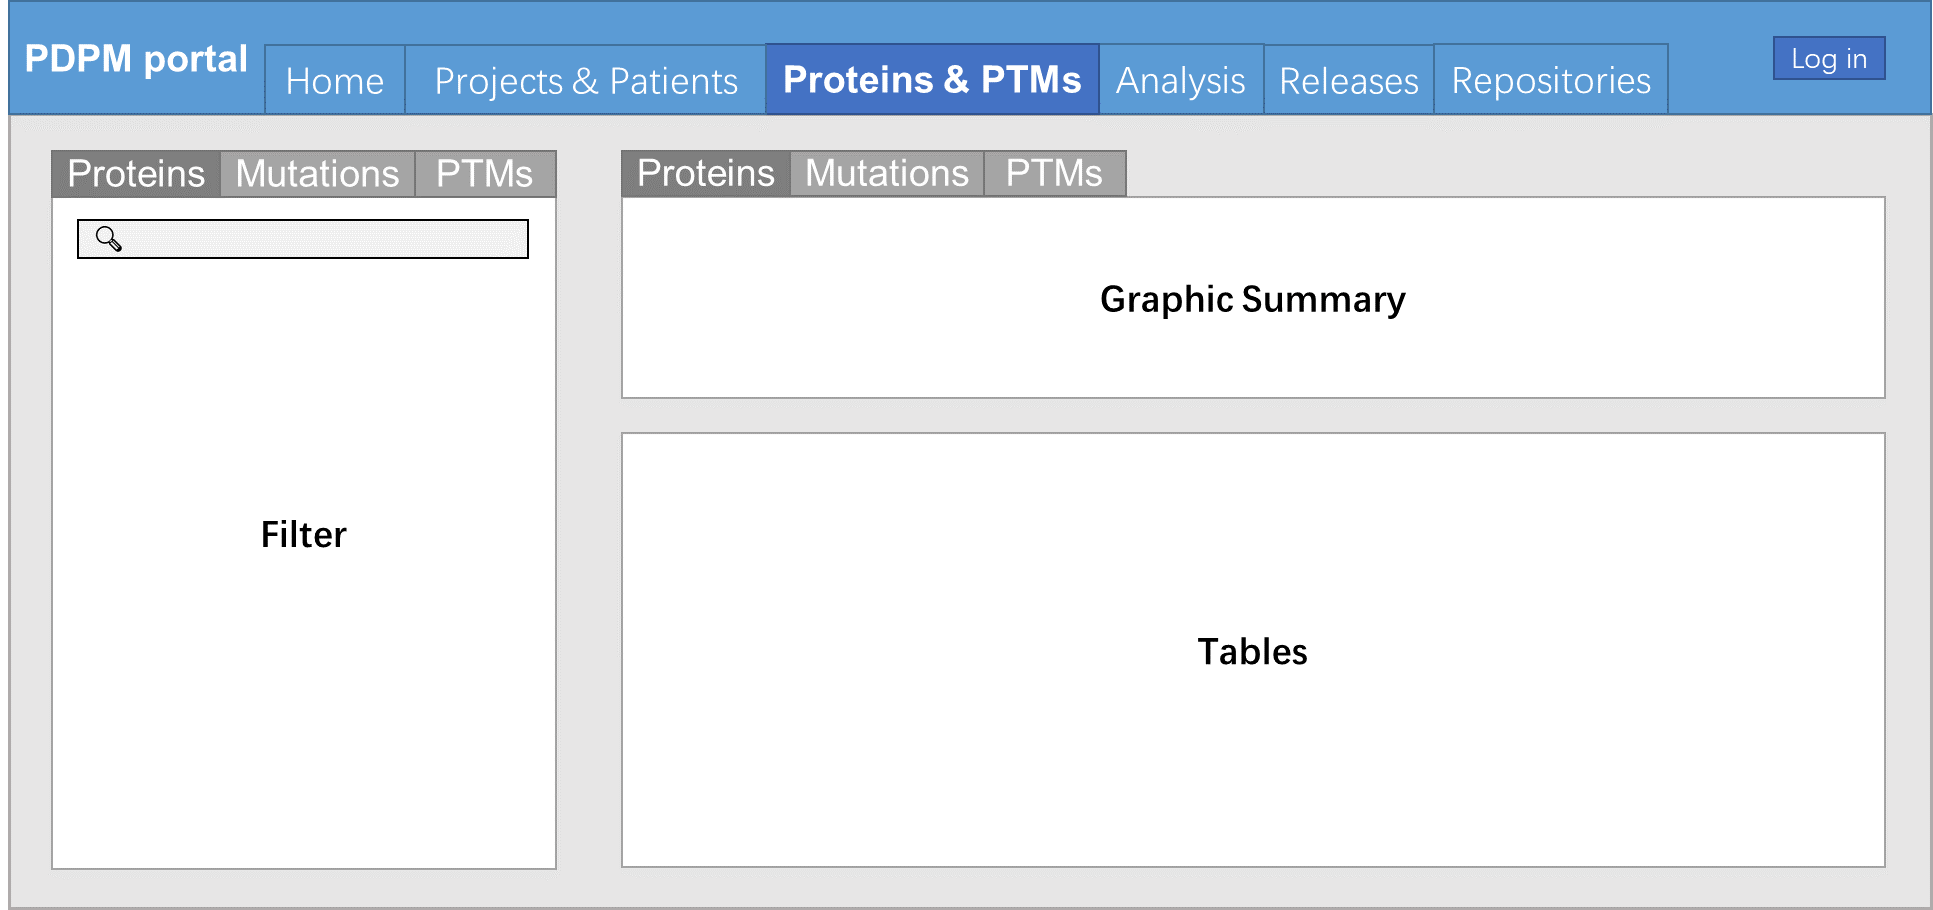 PDPM portal
Home
Projects & Patients
Proteins & PTMs
Analysis
Releases
Repositories
Log in
Proteins
Mutations
PTMs
Filter
Proteins
Mutations
PTMs
Graphic Summary
Tables